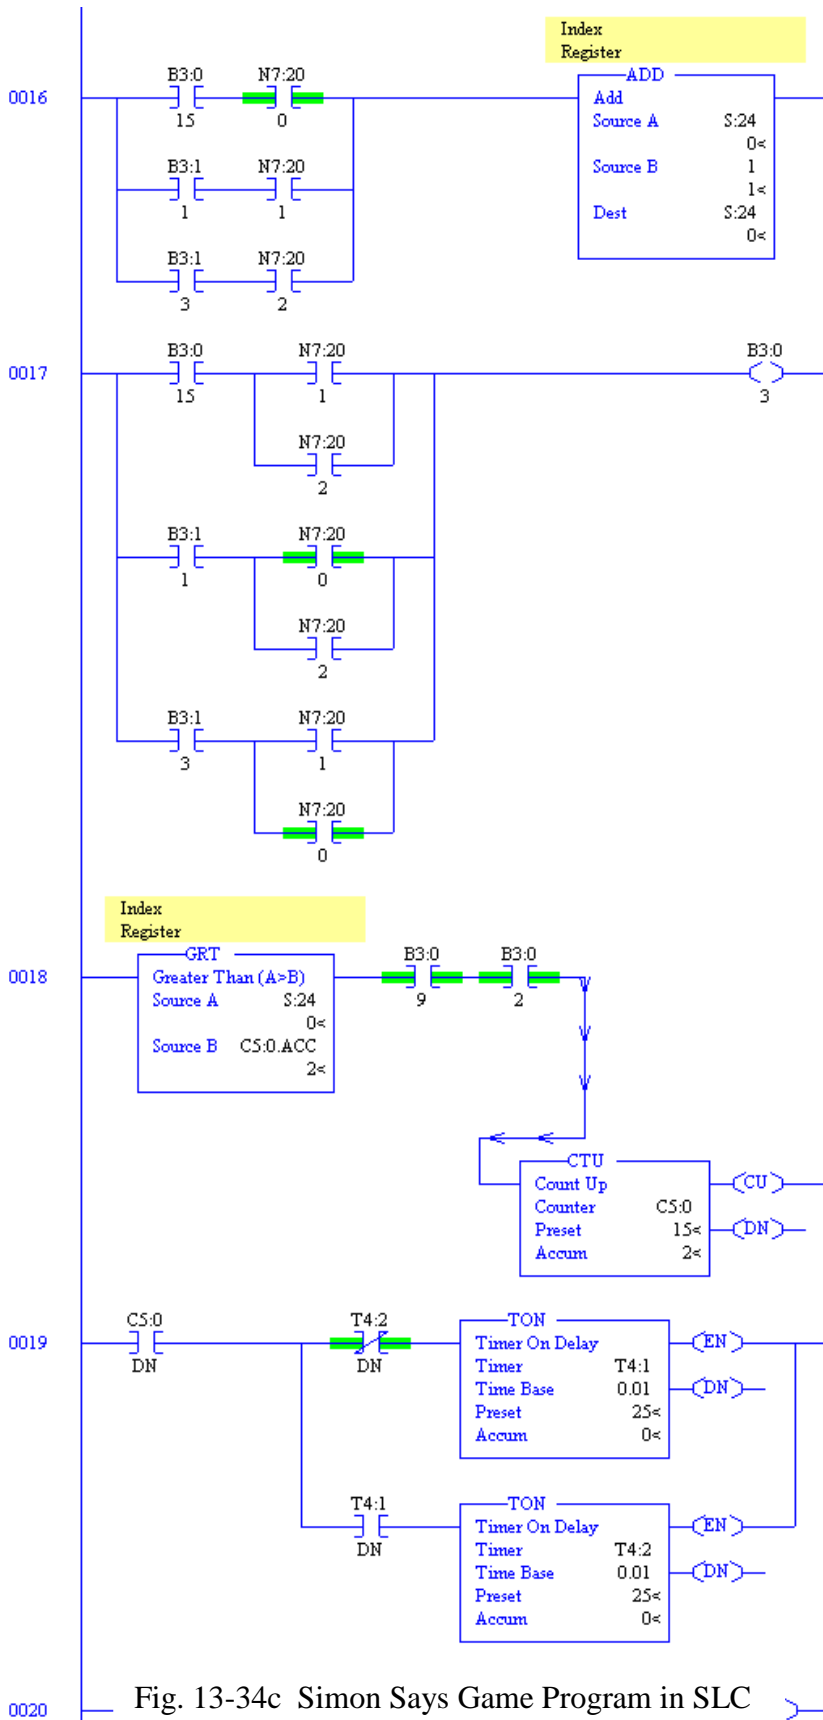 Index
Register
0016
B3:0 N7:20
15 0
B3:1 N7:20
1 1
B3:1 N7:20
3 2
ADD
Add
Source A S:24
0<
Source B 1
1<
Dest S:24
0<
0017
B3:0 N7:20 B3:0
15 1 3
N7:20
2
B3:1 N7:20
1 0
N7:20
2
B3:1 N7:20
3 1
N7:20
0
Index
Register
0018
GRT
Greater Than (A>B)
Source A S:24
0<
Source B C5:0.ACC
2<
B3:0 B3:0
9 2
CTU
Count Up
Counter C5:0
Preset 15<
Accum 2<
CU
DN
0019
C5:0 T4:2
DN DN
TON
Timer On Delay
Timer T4:1
Time Base 0.01
Preset 25<
Accum 0<
EN
DN
T4:1
DN
TON
Timer On Delay
Timer T4:2
Time Base 0.01
Preset 25<
Accum 0<
EN
DN
0020
Fig. 13-34c Simon Says Game Program in SLC